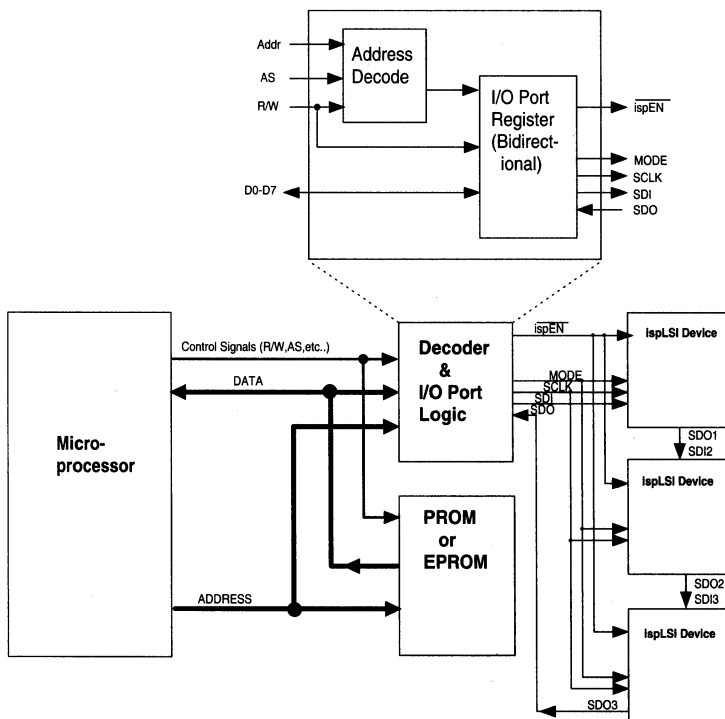 Addr
AS
R/W
D0-D7
Address
Decode
I/O Port
Register
(Bidirect-
ional)
ispEN
MODE
SCLK
SDI
SDO
Micro-
processor
Control Signals (R/W,AS,etc..)
DATA
ADDRESS
Decoder
&
I/O Port
Logic
PROM
or
EPROM
ispEN
MODE
SCLK
SDI
SDO
ispLSI Device
SDO1
SDI2
ispLSI Device
SDO2
SDI3
ispLSI Device
SDO3